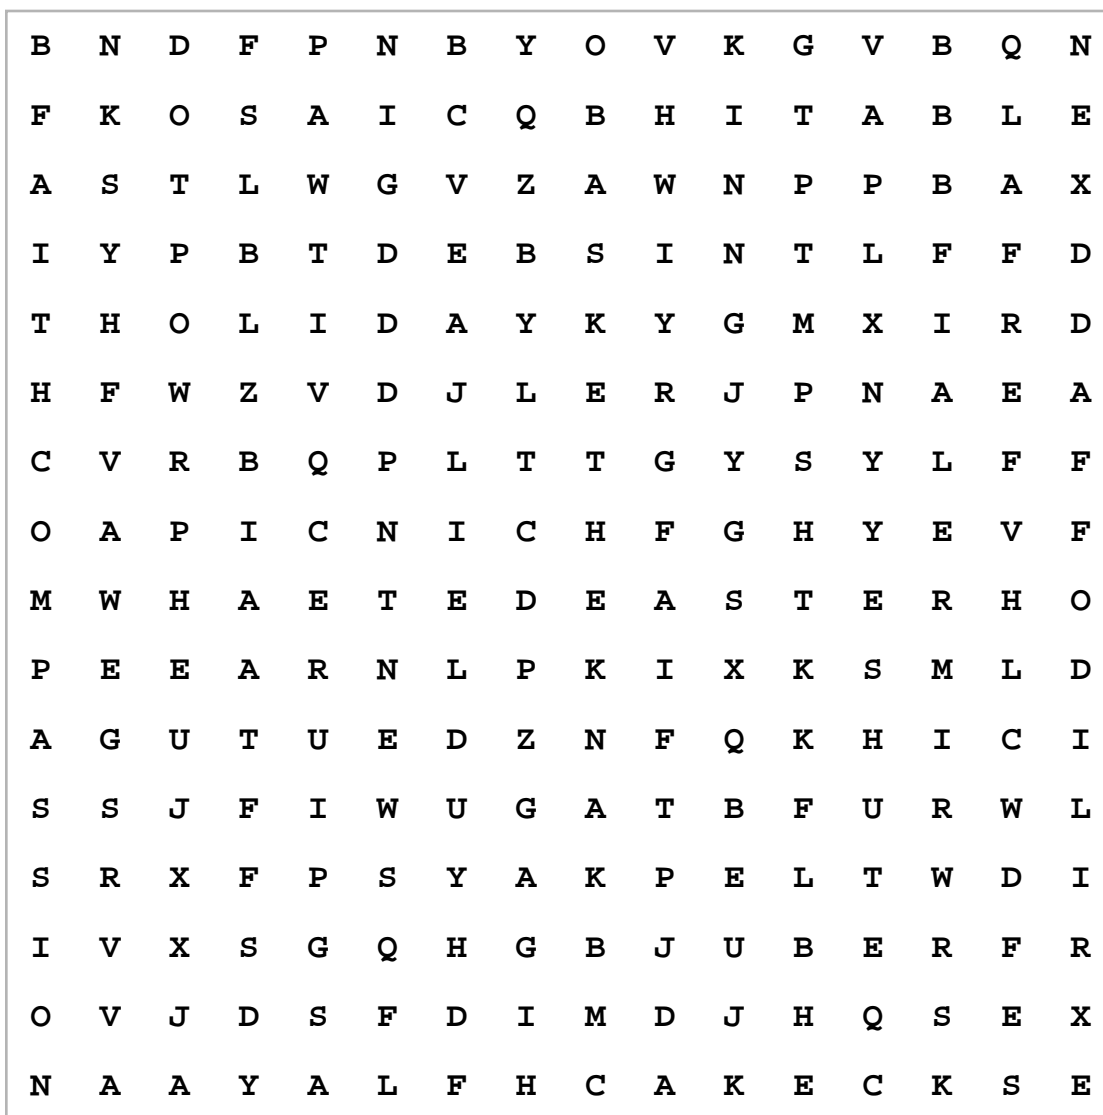 B N D F P N B Y O V K G V B Q N
F K O S A I C Q B H I T A B L E
A S T L W G V Z A W N P P B A X
I Y P B T D E B S I N T L F F D
T H O L I D A Y K Y G M X I R D
H F W Z V D J L E R J P N A E A
C V R B Q P L T T G Y S Y L F F
O A P I C N I C H F G H Y E V F
M W H A E T E D E A S T E R H O
P E E A R N L P K I X K S M L D
A G U T U E D Z N F Q K H I C I
S S J F I W U G A T B F U R W L
S R X F P S Y A K P E L T W D I
I V X S G Q H G B J U B E R F R
O V J D S F D I M D J H Q S E X
N A A Y A L F H C A K E C K S E